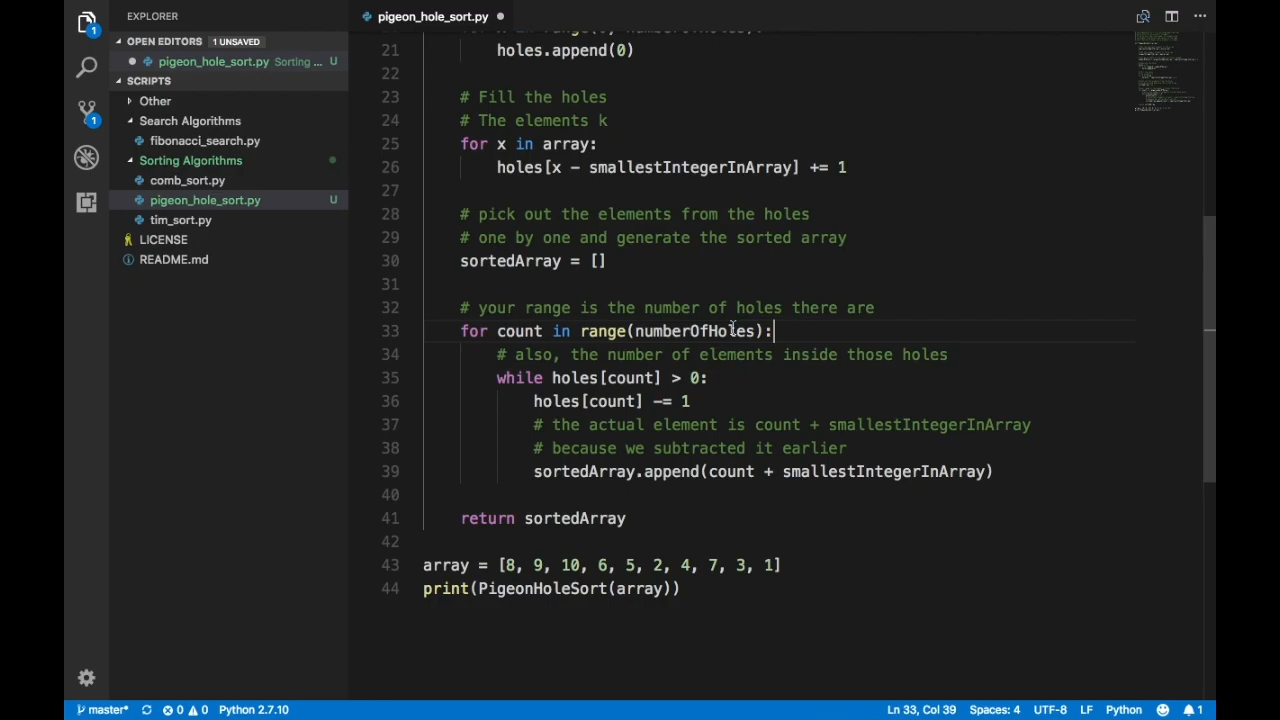 EXPLORER
OPEN EDITORS 1 UNSAVED
pigeon_hole_sort.py Sorting ... U
SCRIPTS
Other
Search Algorithms
fibonacci_search.py
Sorting Algorithms
comb_sort.py
pigeon_hole_sort.py U
tim_sort.py
LICENSE
README.md
1
1
pigeon_hole_sort.py
21 holes.append(0)
22
23 # Fill the holes
24 # The elements k
25 for x in array:
26 holes[x - smallestIntegerInArray] += 1
27
28 # pick out the elements from the holes
29 # one by one and generate the sorted array
30 sortedArray = []
31
32 # your range is the number of holes there are
33 for count in range(numberOfHoles):
34 # also, the number of elements inside those holes
35 while holes[count] > 0:
36 holes[count] -= 1
37 # the actual element is count + smallestIntegerInArray
38 # because we subtracted it earlier
39 sortedArray.append(count + smallestIntegerInArray)
40
41 return sortedArray
42
43 array = [8, 9, 10, 6, 5, 2, 4, 7, 3, 1]
44 print(PigeonHoleSort(array))
master* 0 0 Python 2.7.10 Ln 33, Col 39 Spaces: 4 UTF-8 LF Python 1